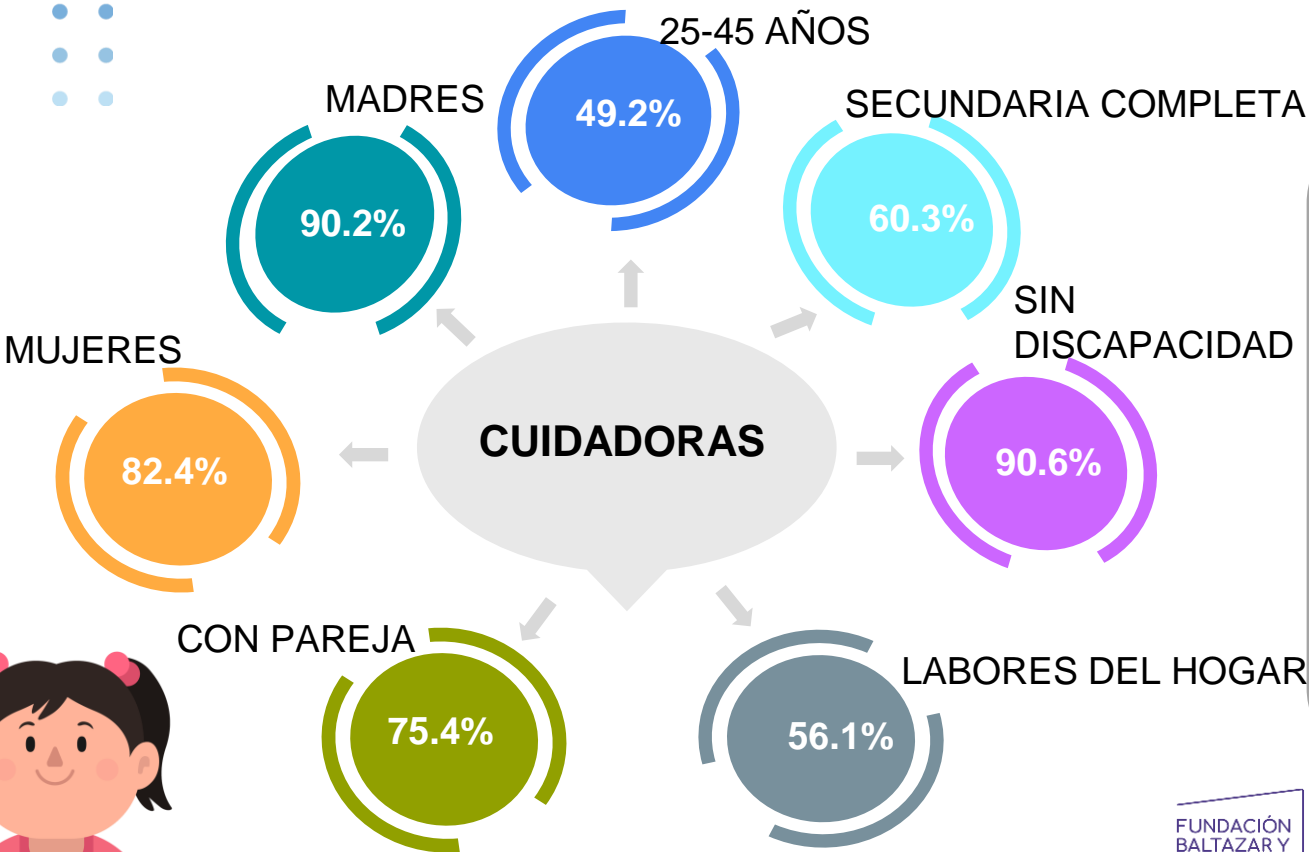 25-45 AÑOS
49.2%
MADRES
90.2%
SECUNDARIA COMPLETA
60.3%
SIN
DISCAPACIDAD
90.6%
MUJERES
82.4%
CUIDADORAS
CON PAREJA
75.4%
LABORES DEL HOGAR
56.1%
FUNDACIÓN
BALTAZAR Y